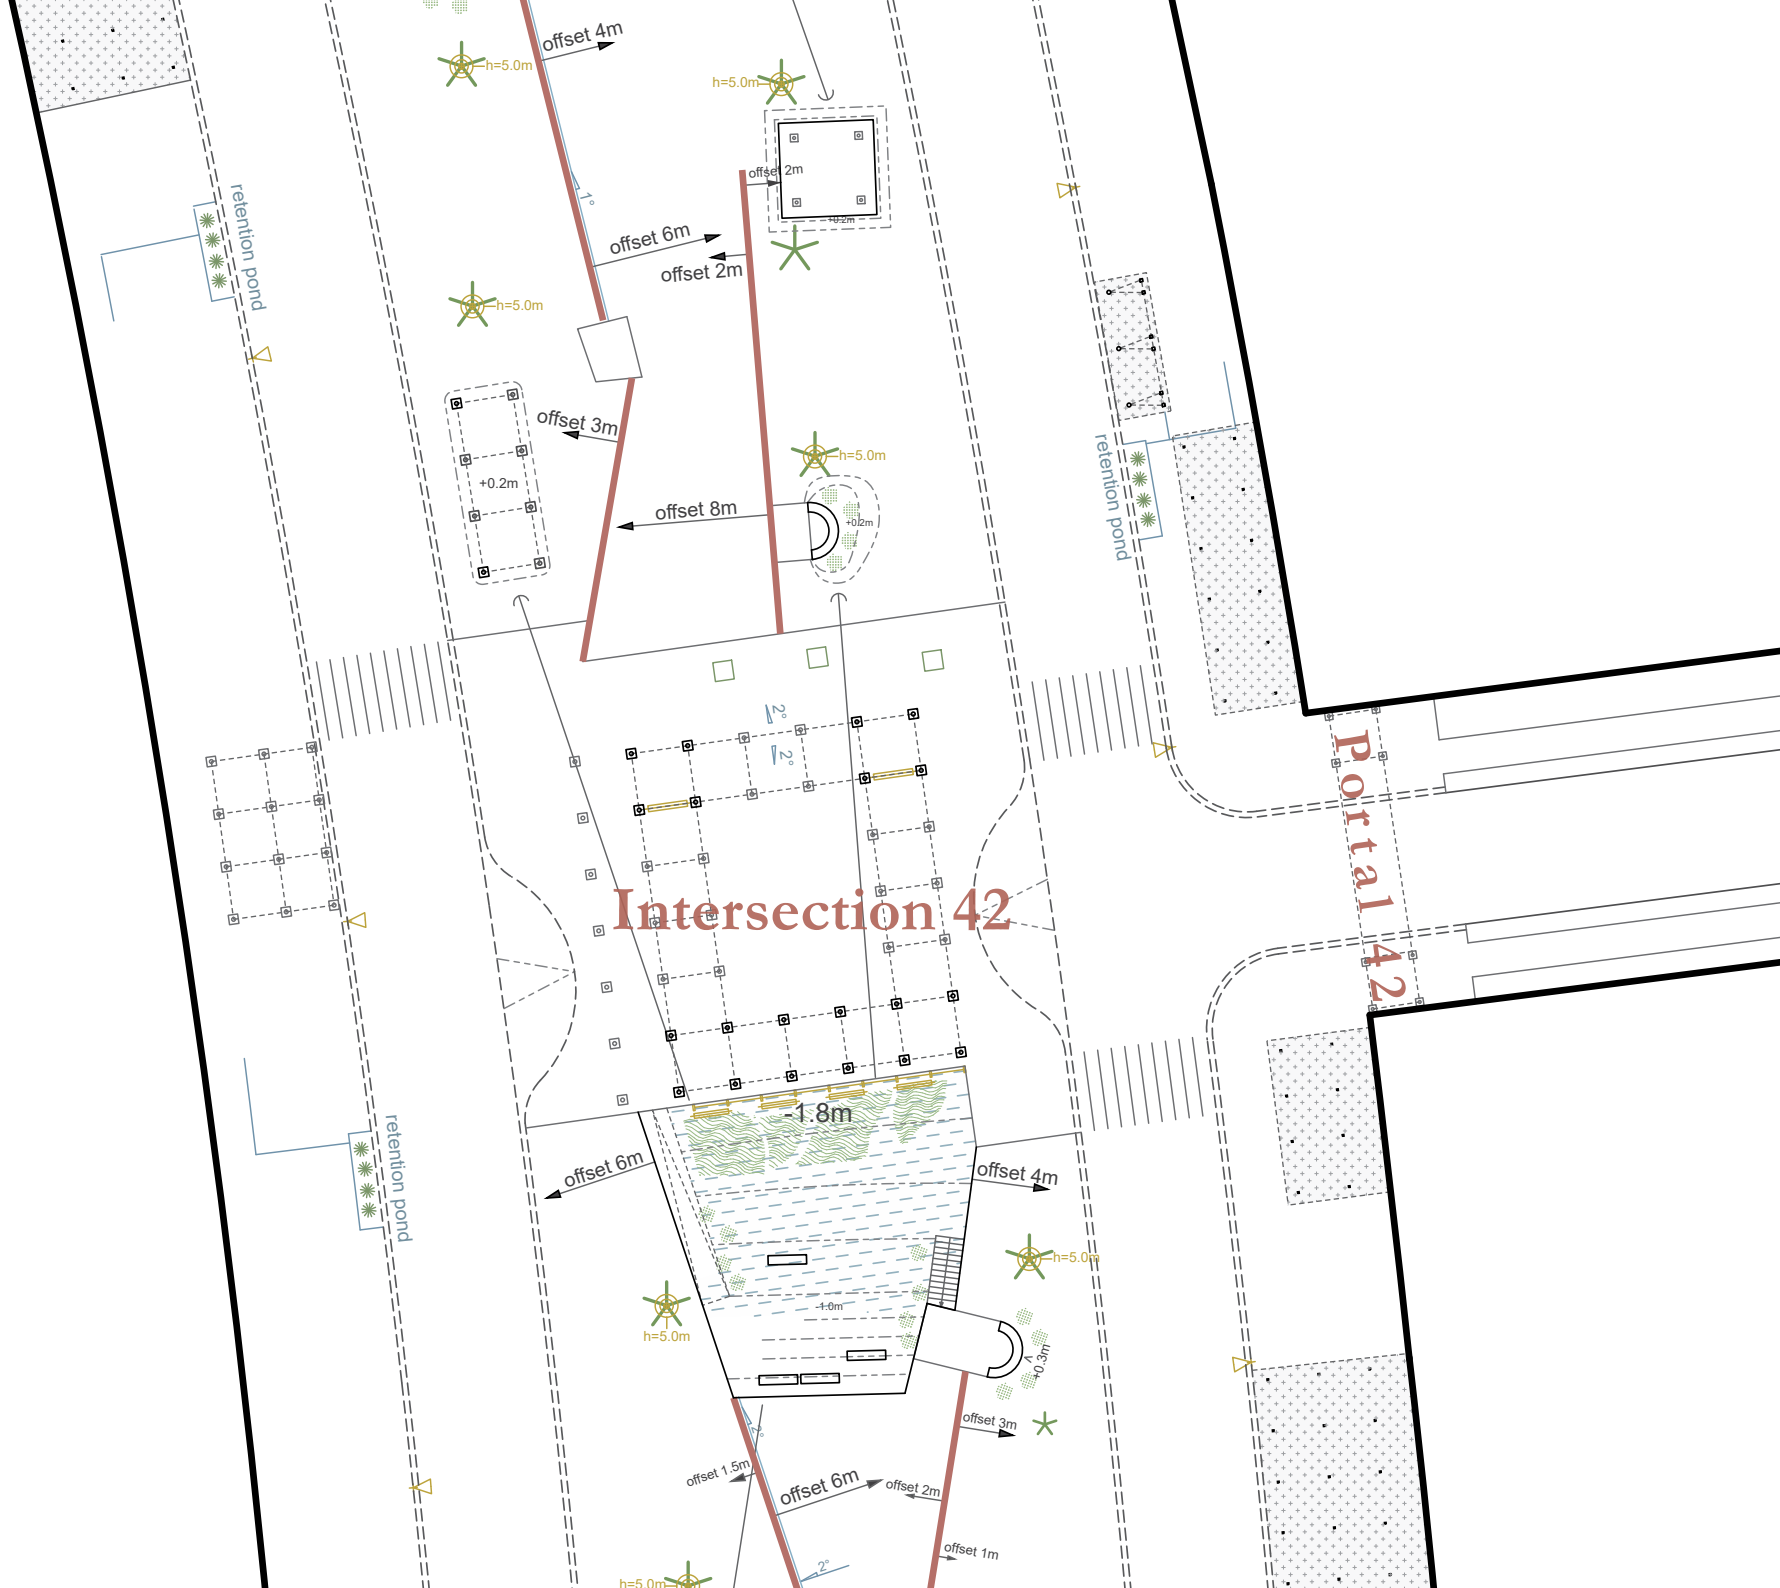 offset 4m
h=5.0m
h=5.0m
offset 2m
1°
retention pond
+0.2m
offset 6m
offset 2m
h=5.0m
offset 3m
h=5.0m
+0.2m
offset 8m
+0.2m
retention pond
2°
2°
Portal 42
Intersection 42
-1.8m
retention pond
offset 6m
offset 4m
h=5.0m
-1.0m
h=5.0m
+0.3m
2°
offset 3m
offset 1.5m
offset 6m
offset 2m
offset 1m
2°
h=5.0m